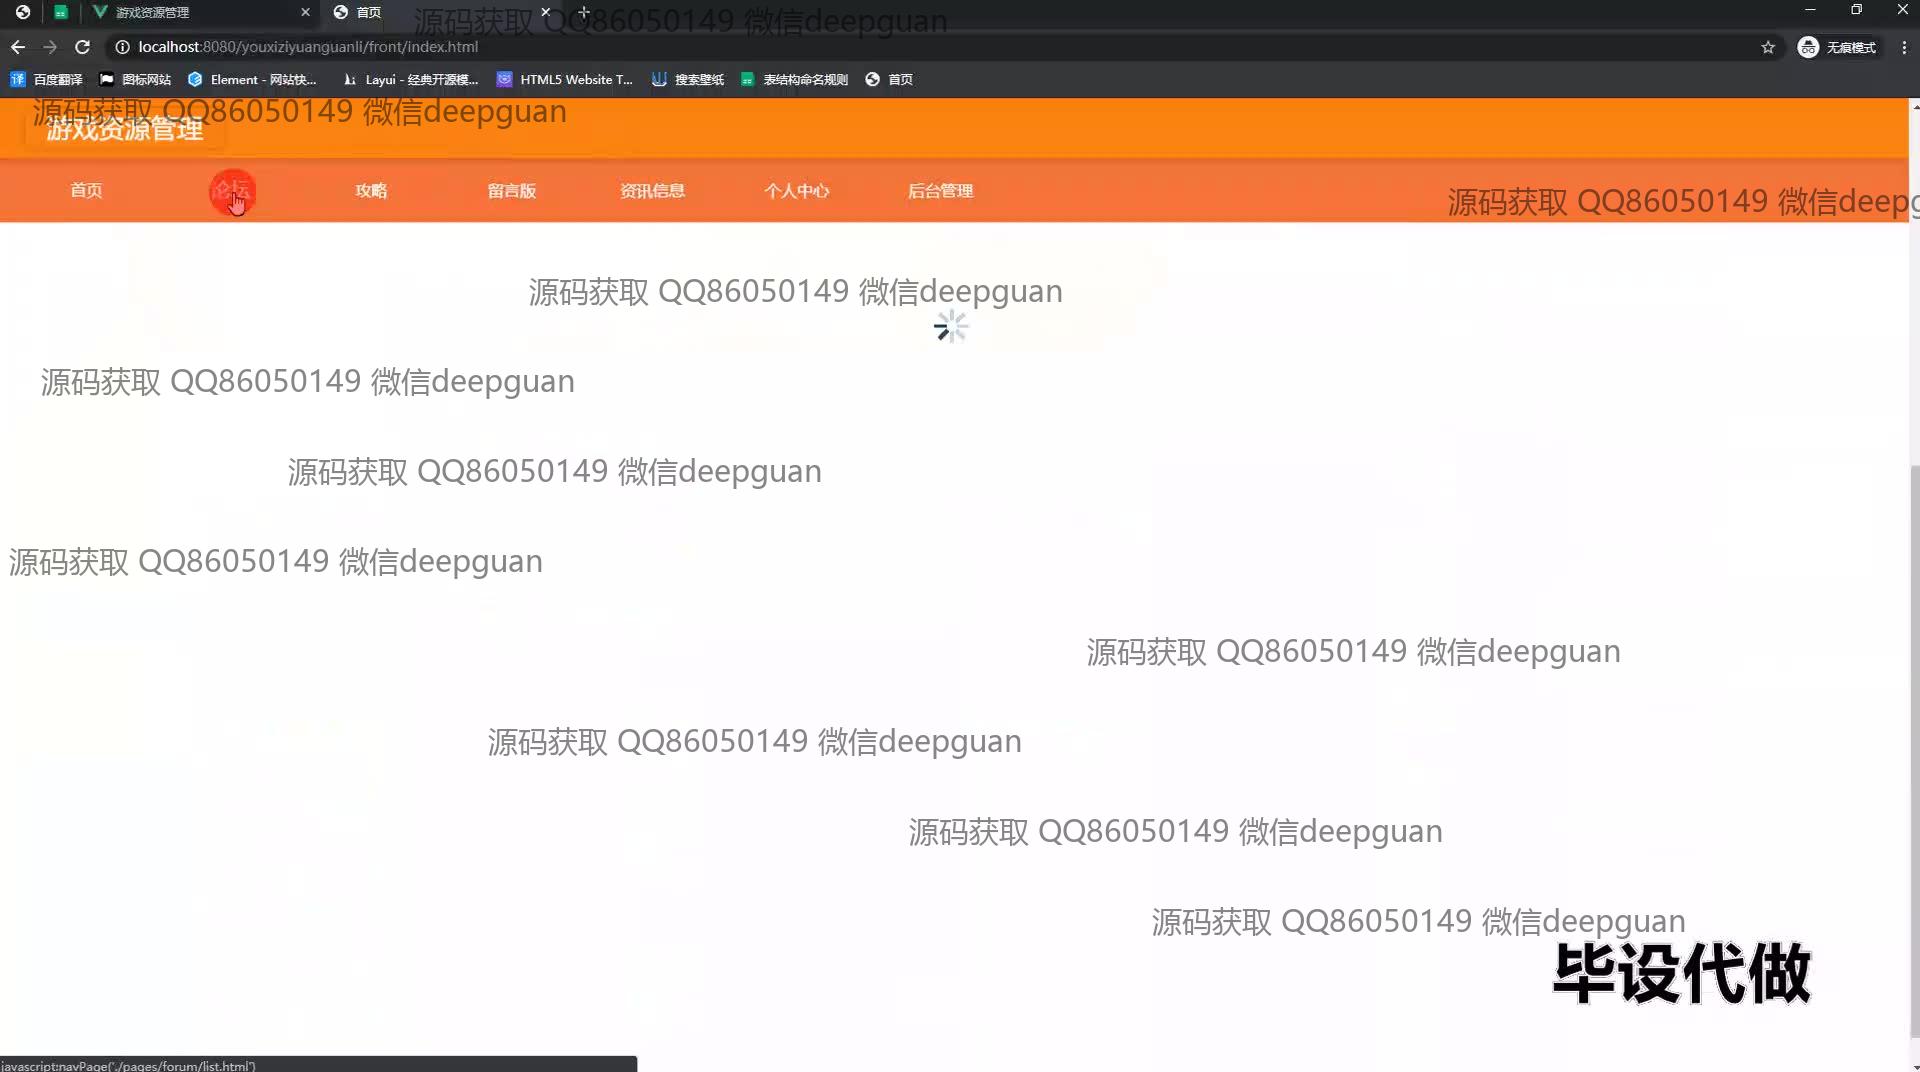 游戏资源管理
首页
源码获取 QQ86050149 微信deepguan
localhost:8080/youxiziyuanguanli/front/index.html
无痕模式
百度翻译
图标网站
Element - 网站快...
Layui - 经典开源模...
HTML5 Website T...
搜索壁纸
表结构命名规则
首页
源码获取 QQ86050149 微信deepguan
游戏资源管理
首页
论坛
攻略
留言版
资讯信息
个人中心
后台管理
源码获取 QQ86050149 微信deepg
源码获取 QQ86050149 微信deepguan
源码获取 QQ86050149 微信deepguan
源码获取 QQ86050149 微信deepguan
源码获取 QQ86050149 微信deepguan
源码获取 QQ86050149 微信deepguan
源码获取 QQ86050149 微信deepguan
源码获取 QQ86050149 微信deepguan
源码获取 QQ86050149 微信deepguan
毕设代做
javascript:navPage('./pages/forum/list.html')